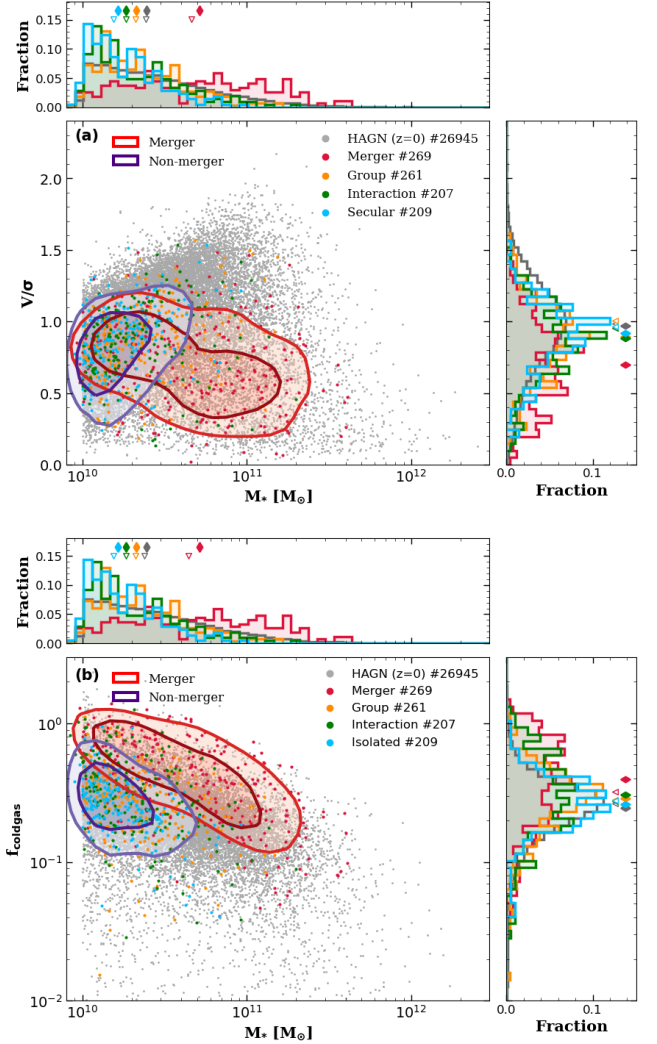 0.15
0.10
0.05
0.00
Fraction
(a)
Merger
Non-merger
HAGN (z=0) #26945
Merger #269
Group #261
Interaction #207
Secular #209
2.0
1.5
1.0
0.5
0.0
V/σ
10¹⁰
10¹¹
10¹²
M* [M⊙]
0.0
0.1
Fraction
0.15
0.10
0.05
0.00
Fraction
(b)
Merger
Non-merger
HAGN (z=0) #26945
Merger #269
Group #261
Interaction #207
Isolated #209
10⁰
10⁻¹
10⁻²
f_coldgas
10¹⁰
10¹¹
10¹²
M* [M⊙]
0.0
0.1
Fraction